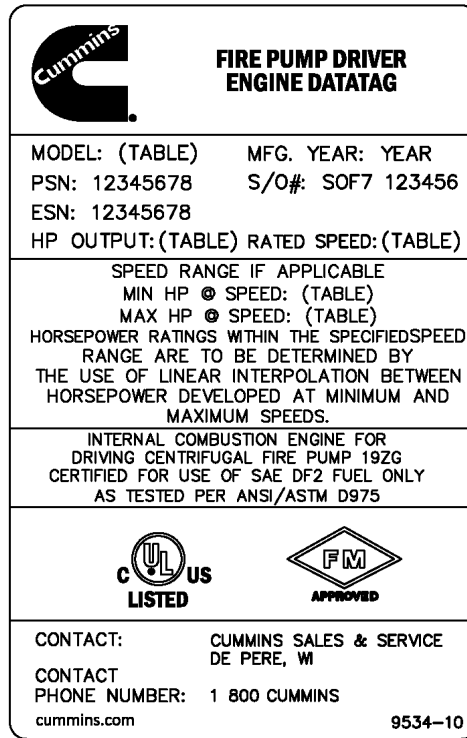 Cummins
FIRE PUMP DRIVER
ENGINE DATATAG
MODEL: (TABLE) MFG. YEAR: YEAR
PSN: 12345678 S/O#: SOF7 123456
ESN: 12345678
HP OUTPUT: (TABLE) RATED SPEED: (TABLE)
SPEED RANGE IF APPLICABLE
MIN HP @ SPEED: (TABLE)
MAX HP @ SPEED: (TABLE)
HORSEPOWER RATINGS WITHIN THE SPECIFIEDSPEED
RANGE ARE TO BE DETERMINED BY
THE USE OF LINEAR INTERPOLATION BETWEEN
HORSEPOWER DEVELOPED AT MINIMUM AND
MAXIMUM SPEEDS.
INTERNAL COMBUSTION ENGINE FOR
DRIVING CENTRIFUGAL FIRE PUMP 19ZG
CERTIFIED FOR USE OF SAE DF2 FUEL ONLY
AS TESTED PER ANSI/ASTM D975
C UL US
LISTED
FM
APPROVED
CONTACT: CUMMINS SALES & SERVICE
DE PERE, WI
CONTACT
PHONE NUMBER: 1 800 CUMMINS
cummins.com 9534-10